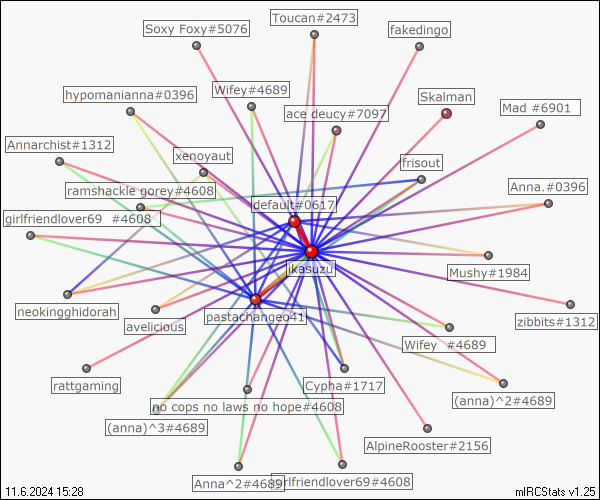 Toucan#2473
Soxy Foxy#5076
fakedingo
hypomanianna#0396
Wifey#4689
Skalman
ace deucy#7097
Mad #6901
Annarchist#1312
xenoyaut
frisout
ramshackle gorey#4608
Anna.#0396
default#0617
girlfriendlover69 #4608
jikasuzu
Mushy#1984
neokingghidorah
pastachangeo41
avelicious
zibbits#1312
Wifey #4689
rattgaming
Cypha#1717
(anna)^2#4689
no cops no laws no hope#4608
(anna)^3#4689
AlpineRooster#2156
Anna^2#4689
girlfriendlover69#4608
11.6.2024 15:28
mIRCStats v1.25